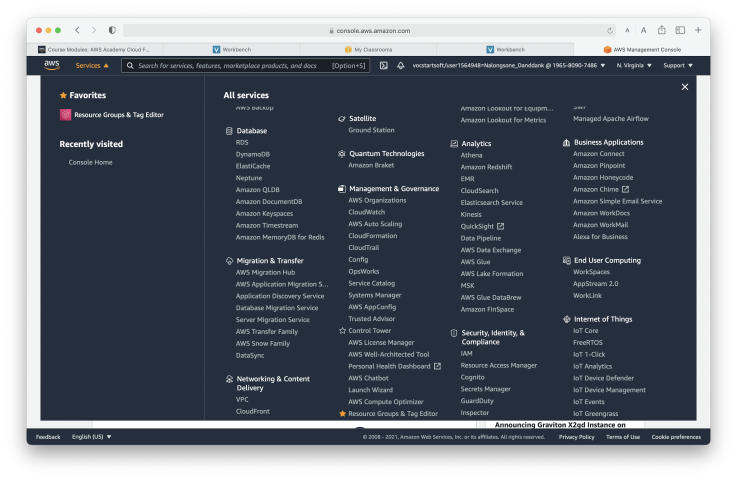 console.aws.amazon.com
A A
Course Modules: AWS Academy Cloud F...
Workbench
My Classrooms
Workbench
AWS Management Console
aws
Services ▲
Search for services, features, marketplace products, and docs [Option+S]
vocstartsoft/user1564948=Nalongsone_Danddank @ 1965-8090-7486 ▼
N. Virginia ▼
Support ▼
Favorites
Resource Groups & Tag Editor
Recently visited
Console Home
All services
AWS Backup
Database
RDS
DynamoDB
ElastiCache
Neptune
Amazon QLDB
Amazon DocumentDB
Amazon Keyspaces
Amazon Timestream
Amazon MemoryDB for Redis
Migration & Transfer
AWS Migration Hub
AWS Application Migration S...
Application Discovery Service
Database Migration Service
Server Migration Service
AWS Transfer Family
AWS Snow Family
DataSync
Networking & Content
Delivery
VPC
CloudFront
Satellite
Ground Station
Quantum Technologies
Amazon Braket
Management & Governance
AWS Organizations
CloudWatch
AWS Auto Scaling
CloudFormation
CloudTrail
Config
OpsWorks
Service Catalog
Systems Manager
AWS AppConfig
Trusted Advisor
Control Tower
AWS License Manager
AWS Well-Architected Tool
Personal Health Dashboard
AWS Chatbot
Launch Wizard
AWS Compute Optimizer
Resource Groups & Tag Editor
Amazon Lookout for Equipm...
Amazon Lookout for Metrics
Analytics
Athena
Amazon Redshift
EMR
CloudSearch
Elasticsearch Service
Kinesis
QuickSight
Data Pipeline
AWS Data Exchange
AWS Glue
AWS Lake Formation
MSK
AWS Glue DataBrew
Amazon FinSpace
Security, Identity, &
Compliance
IAM
Resource Access Manager
Cognito
Secrets Manager
GuardDuty
Inspector
SWF
Managed Apache Airflow
Business Applications
Amazon Connect
Amazon Pinpoint
Amazon Honeycode
Amazon Chime
Amazon Simple Email Service
Amazon WorkDocs
Amazon WorkMail
Alexa for Business
End User Computing
WorkSpaces
AppStream 2.0
WorkLink
Internet of Things
IoT Core
FreeRTOS
IoT 1-Click
IoT Analytics
IoT Device Defender
IoT Device Management
IoT Events
IoT Greengrass
Announcing Graviton X2gd Instance on
Feedback
English (US) ▼
© 2008 - 2021, Amazon Web Services, Inc. or its affiliates. All rights reserved.
Privacy Policy
Terms of Use
Cookie preferences